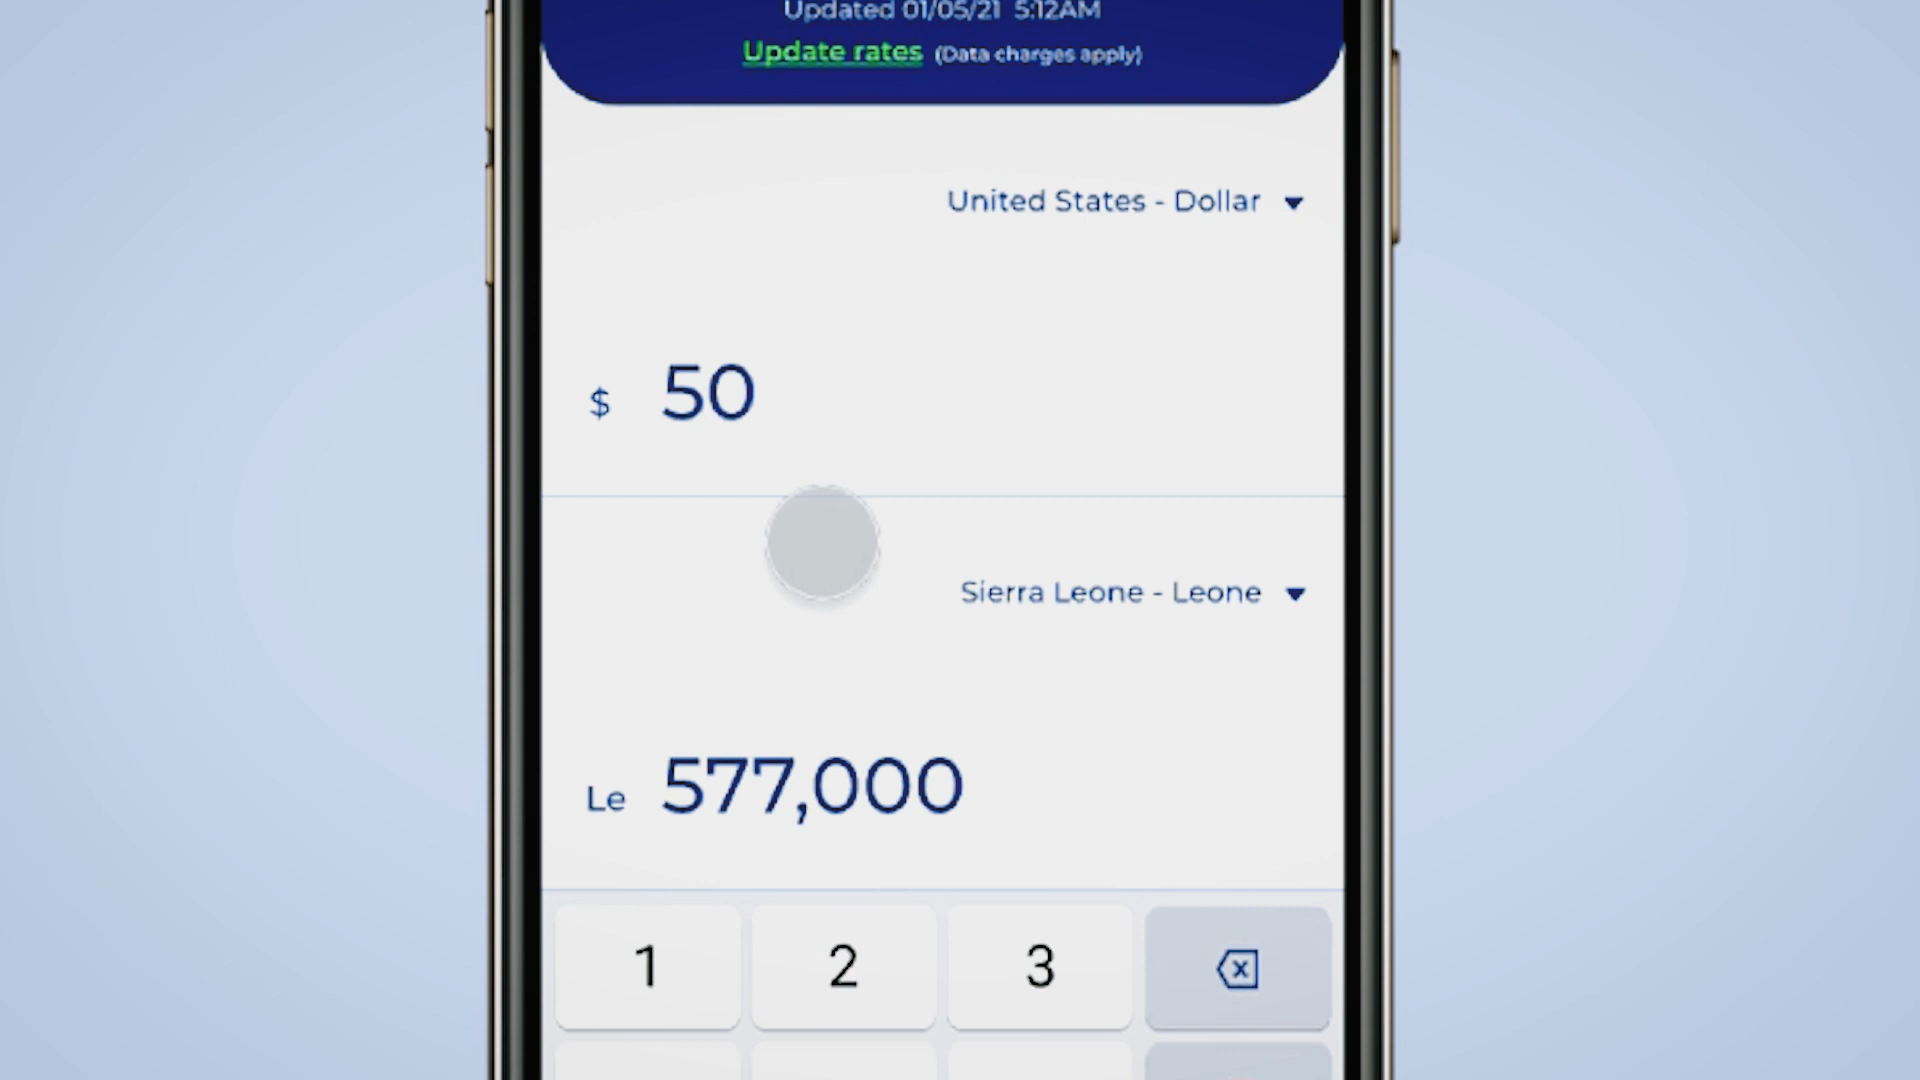 Updated 01/05/21 5:12AM
Update rates (Data charges apply)
United States - Dollar
$ 50
Sierra Leone - Leone
Le 577,000
1 2 3